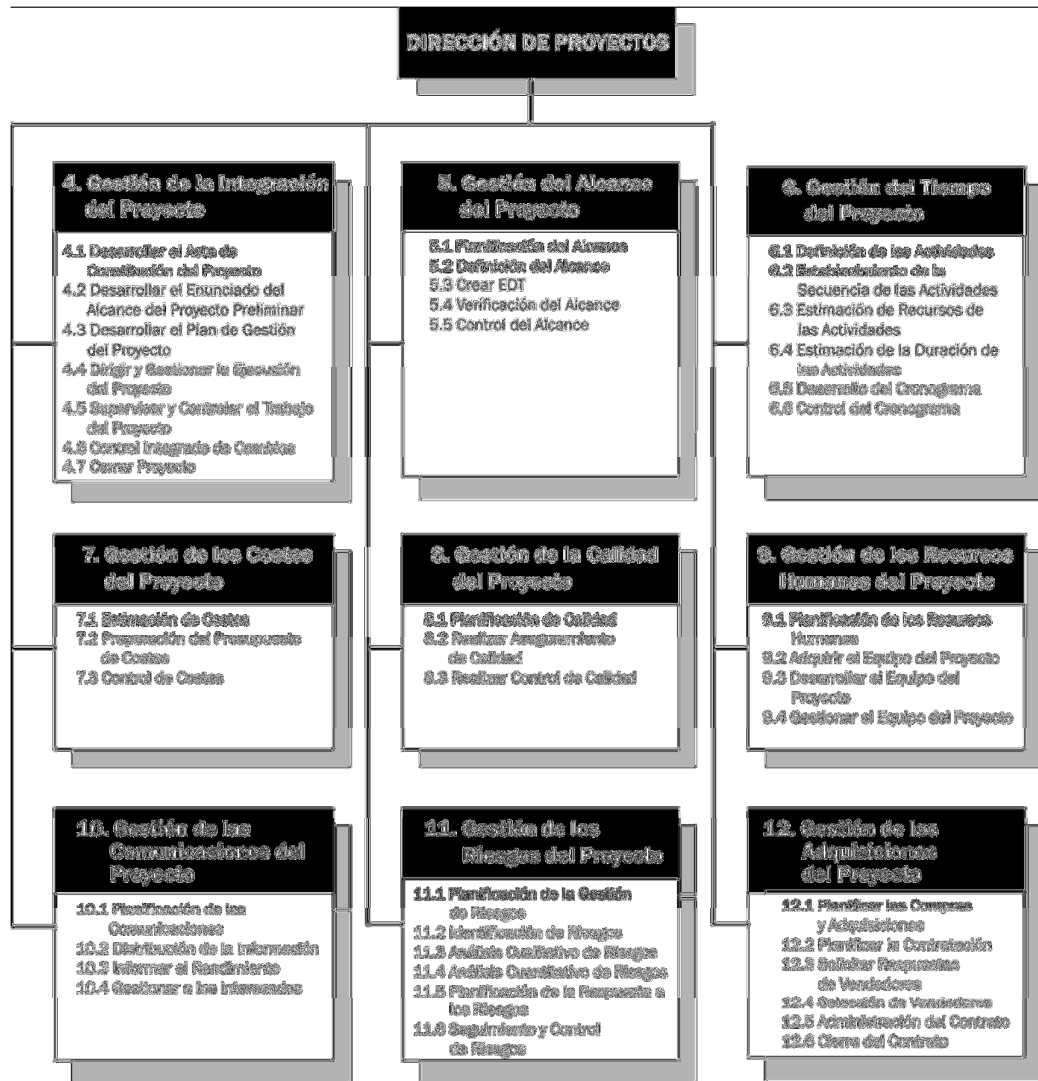 DIRECCIÓN DE PROYECTOS
4. Gestión de la Integración
del Proyecto
4.1 Desarrollar el Acta de
Constitución del Proyecto
4.2 Desarrollar el Enunciado del
Alcance del Proyecto Preliminar
4.3 Desarrollar el Plan de Gestión
del Proyecto
4.4 Dirigir y Gestionar la Ejecución
del Proyecto
4.5 Supervisar y Controlar el Trabajo
del Proyecto
4.6 Control Integrado de Cambios
4.7 Cerrar Proyecto
5. Gestión del Alcance
del Proyecto
5.1 Planificación del Alcance
5.2 Definición del Alcance
5.3 Crear EDT
5.4 Verificación del Alcance
5.5 Control del Alcance
6. Gestión del Tiempo
del Proyecto
6.1 Definición de las Actividades
6.2 Establecimiento de la
Secuencia de las Actividades
6.3 Estimación de Recursos de
las Actividades
6.4 Estimación de la Duración de
las Actividades
6.5 Desarrollo del Cronograma
6.6 Control del Cronograma
7. Gestión de los Costes
del Proyecto
7.1 Estimación de Costes
7.2 Preparación del Presupuesto
de Costes
7.3 Control de Costes
8. Gestión de la Calidad
del Proyecto
8.1 Planificación de Calidad
8.2 Realizar Aseguramiento
de Calidad
8.3 Realizar Control de Calidad
9. Gestión de los Recursos
Humanos del Proyecto
9.1 Planificación de los Recursos
Humanos
9.2 Adquirir el Equipo del Proyecto
9.3 Desarrollar el Equipo del
Proyecto
9.4 Gestionar el Equipo del Proyecto
10. Gestión de las
Comunicaciones del
Proyecto
10.1 Planificación de las
Comunicaciones
10.2 Distribución de la Información
10.3 Informar el Rendimiento
10.4 Gestionar a los Interesados
11. Gestión de los
Riesgos del Proyecto
11.1 Planificación de la Gestión
de Riesgos
11.2 Identificación de Riesgos
11.3 Análisis Cualitativo de Riesgos
11.4 Análisis Cuantitativo de Riesgos
11.5 Planificación de la Respuesta a
los Riesgos
11.6 Seguimiento y Control
de Riesgos
12. Gestión de las
Adquisiciones
del Proyecto
12.1 Planificar las Compras
y Adquisiciones
12.2 Planificar la Contratación
12.3 Solicitar Respuestas
de Vendedores
12.4 Selección de Vendedores
12.5 Administración del Contrato
12.6 Cierre del Contrato